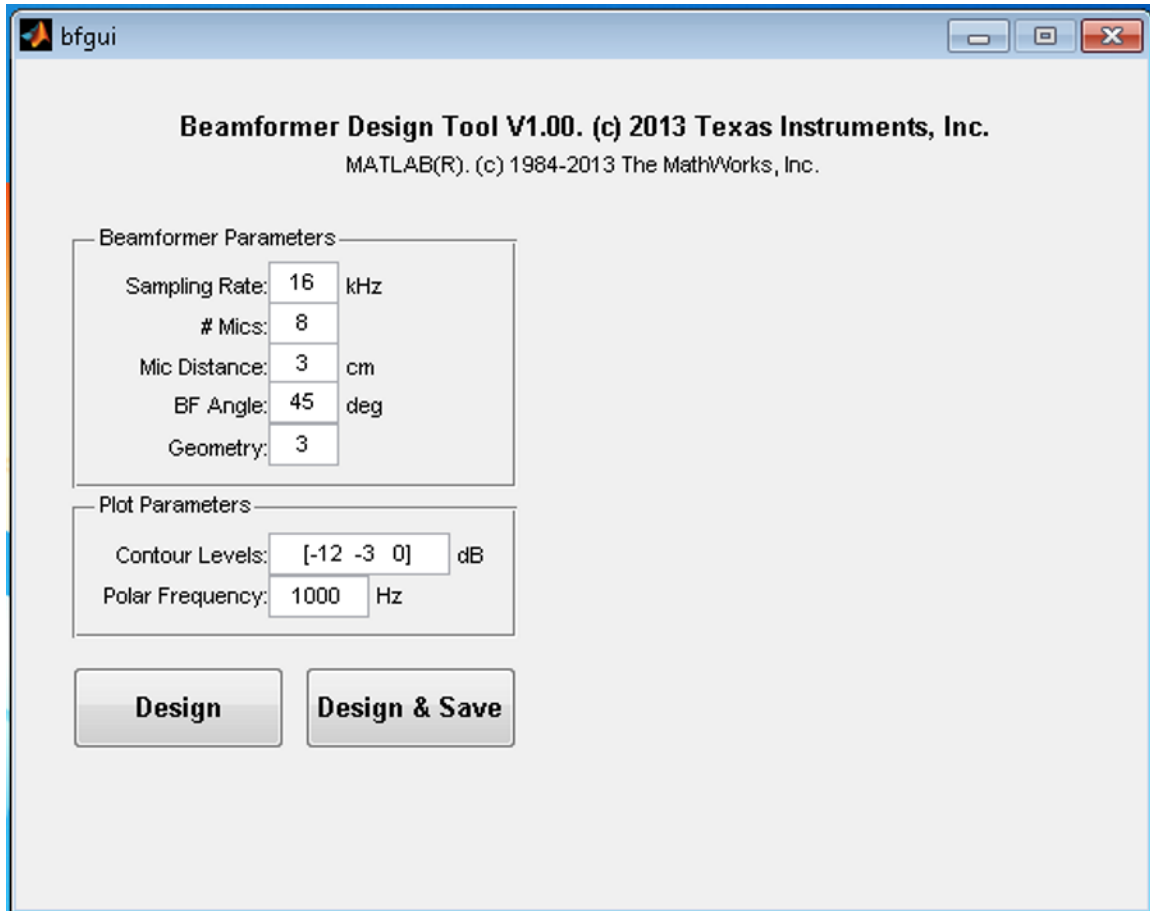 bfgui
Beamformer Design Tool V1.00. (c) 2013 Texas Instruments, Inc.
MATLAB(R). (c) 1984-2013 The MathWorks, Inc.
Beamformer Parameters
Sampling Rate: 16 kHz
# Mics: 8
Mic Distance: 3 cm
BF Angle: 45 deg
Geometry: 3
Plot Parameters
Contour Levels: [-12 -3 0] dB
Polar Frequency: 1000 Hz
Design Design & Save